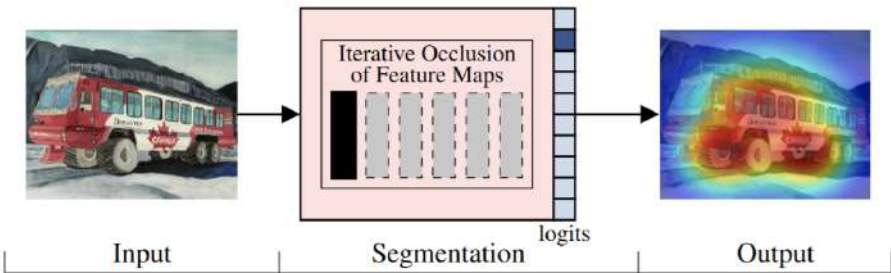 Iterative Occlusion
of Feature Maps
logits
Input
Segmentation
Output